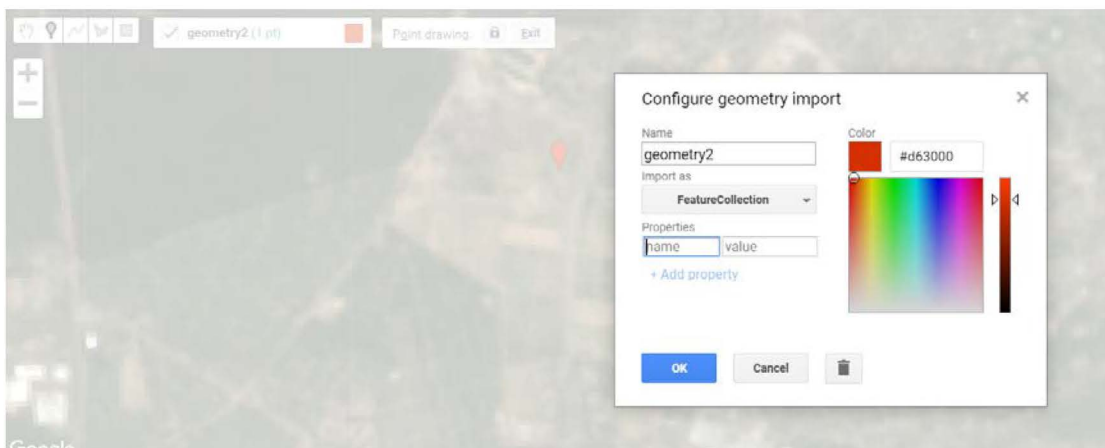 geometry2 (1 pt)
Point drawing.
Exit
Configure geometry import
Name
geometry2
Import as
FeatureCollection
Properties
name
value
+ Add property
Color
#d63000
OK
Cancel
Google